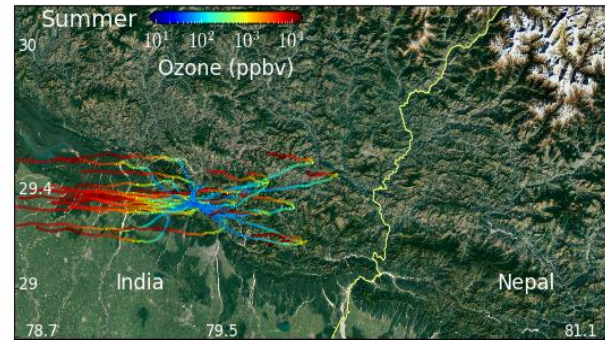 Summer
10¹ 10² 10³ 10⁴
Ozone (ppbv)
30
29.4
29
India
Nepal
78.7
79.5
81.1